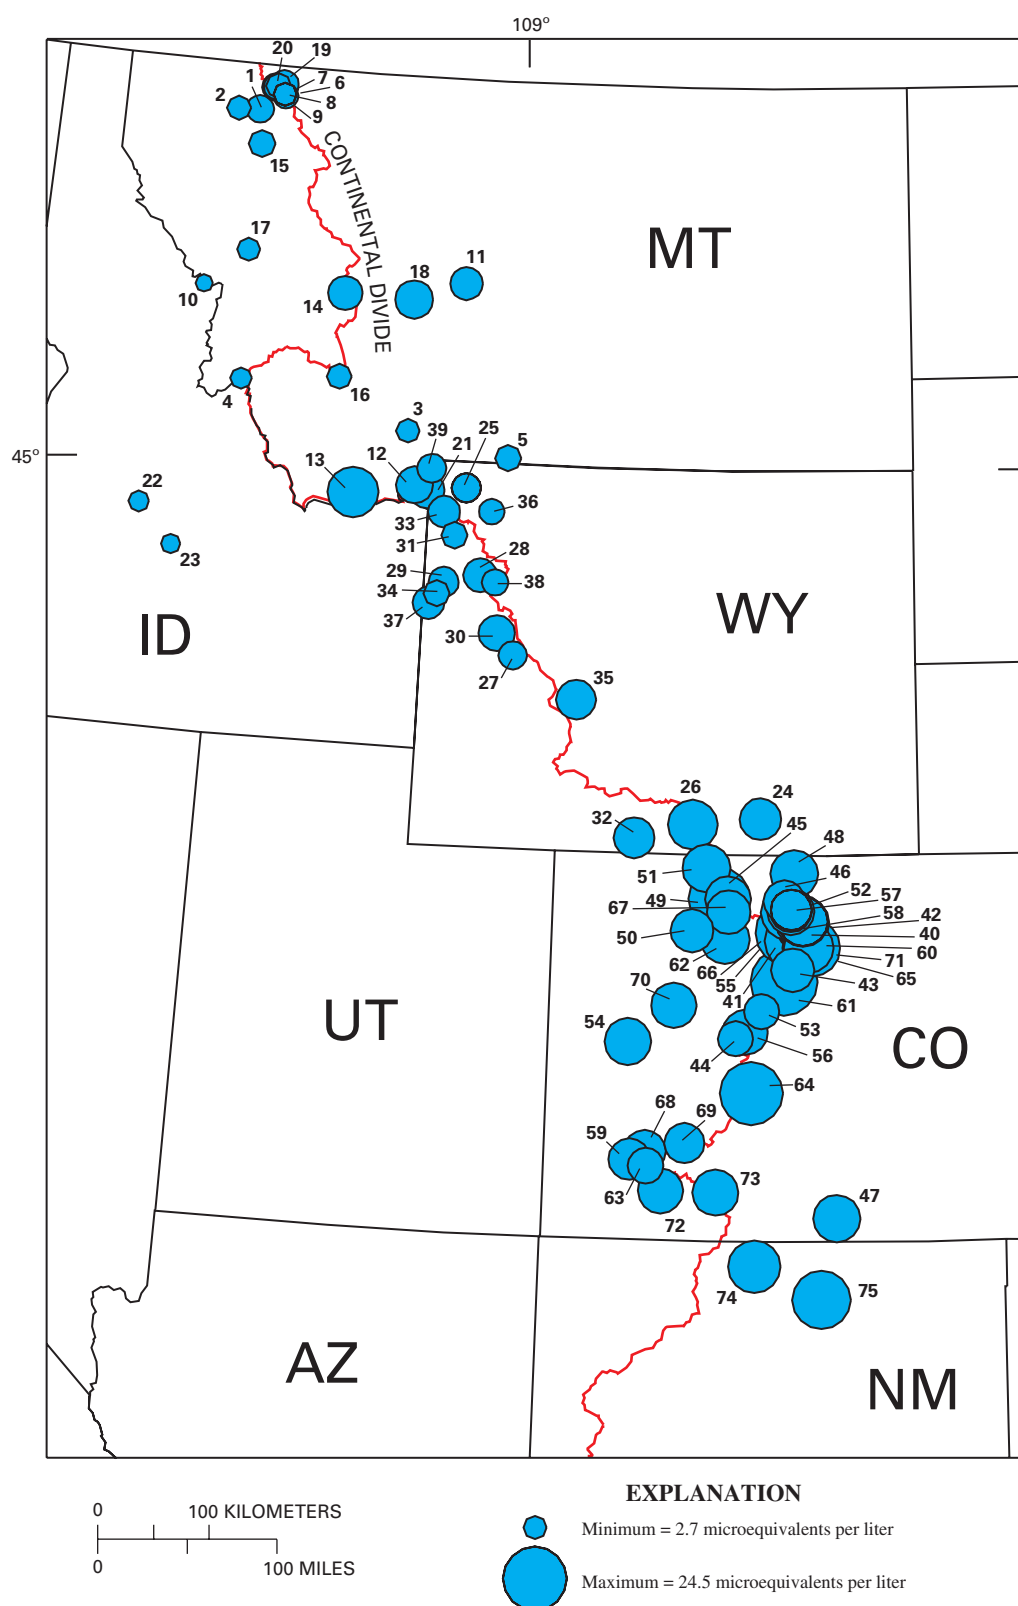 109°
20 19
1 7 6
2 8
9
15
CONTINENTAL DIVIDE
17
MT
10
14 18 11
4 16
3
39 21 25 5
45°
13 12
22
33 36
31
23
28
29
34 38
37
ID
WY
30
27
35
26 24
32 45
48
51 46
52 57
49 58 42
67 40
50 60
62 66 71
55 65
41 43
70 61
54 53
UT
44 56
CO
64
68 69
59
63 73
72 47
74 75
AZ
NM
EXPLANATION
0 100 KILOMETERS
Minimum = 2.7 microequivalents per liter
0 100 MILES
Maximum = 24.5 microequivalents per liter